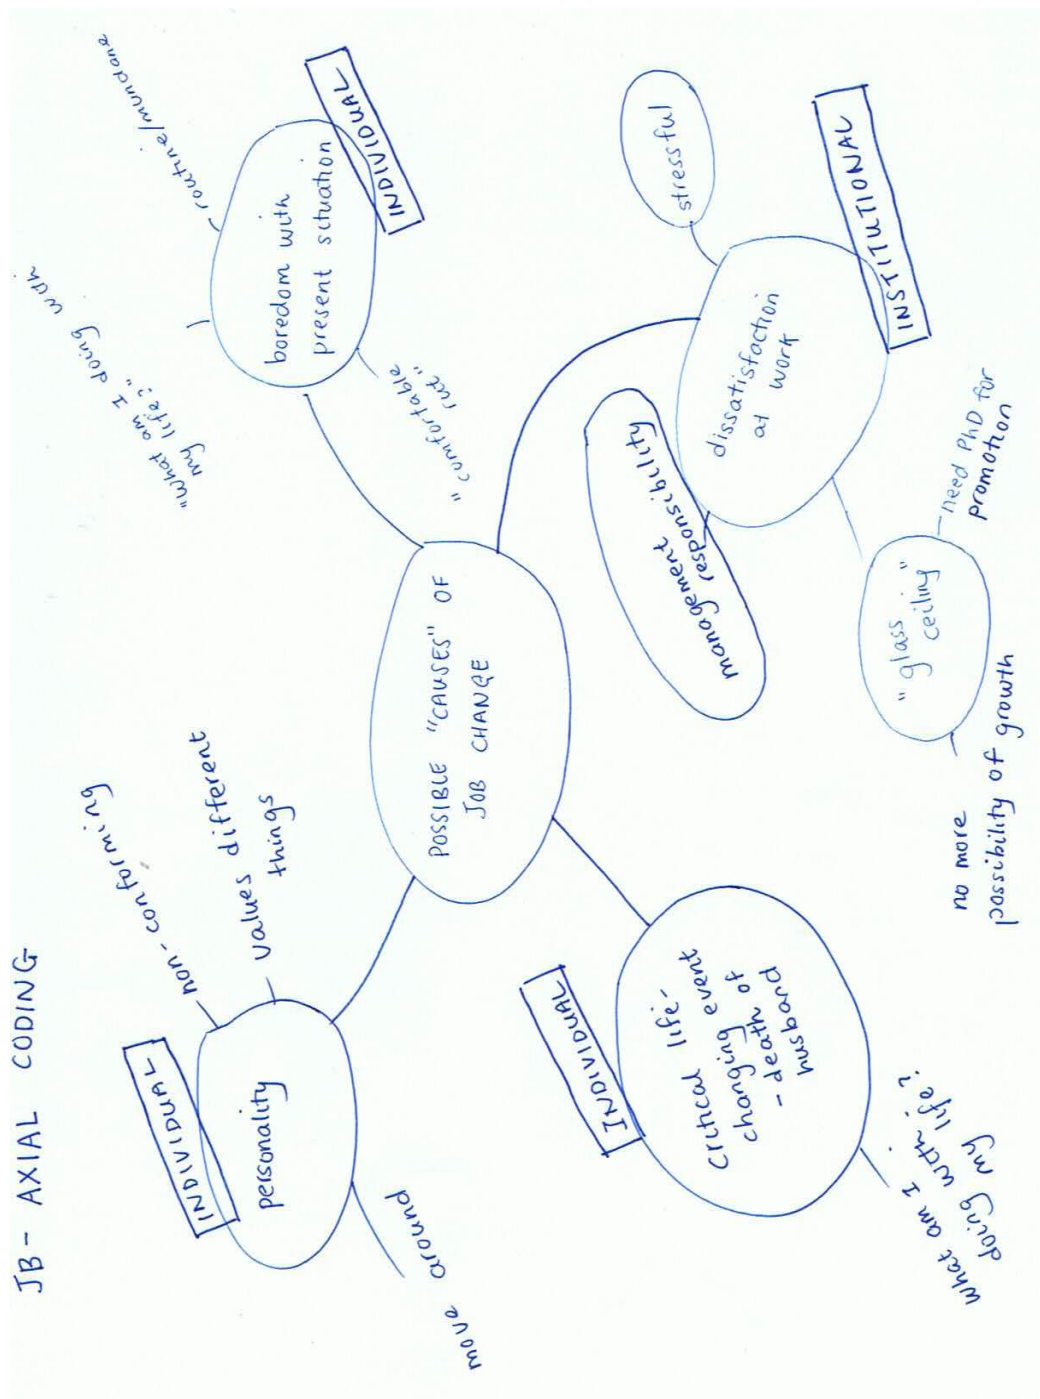 JB - AXIAL CODING
INDIVIDUAL
personality
- non-conforming
- values different
things
move around
"what am I doing with
my life?"
- routine/mundane
boredom with
present situation
INDIVIDUAL
"comfortable
rut"
POSSIBLE "CAUSES" OF
JOB CHANGE
INDIVIDUAL
Critical life-
changing event
- death of
husband
what am I
doing with
my life?
management
responsibility
dissatisfaction
at work
stressful
INSTITUTIONAL
"glass
ceiling"
need PhD for
promotion
no more
possibility of growth